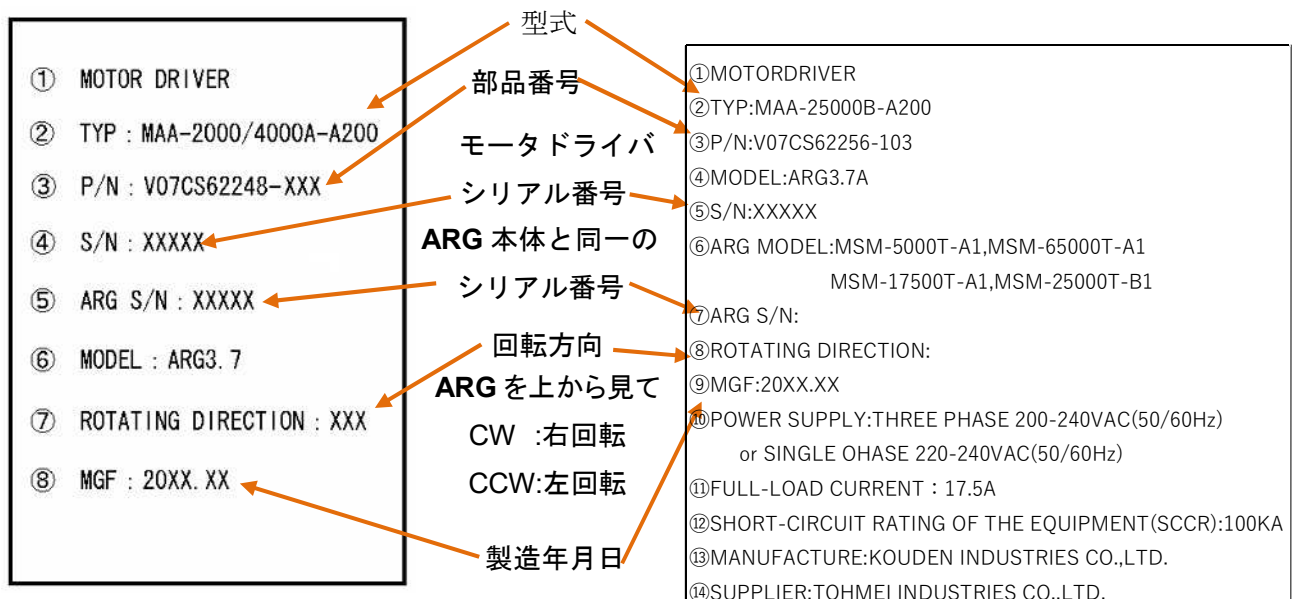 ① MOTOR DRIVER
② TYP : MAA-2000/4000A-A200
③ P/N : V07CS62248-XXX
④ S/N : XXXXX
⑤ ARG S/N : XXXXX
⑥ MODEL : ARG3.7
⑦ ROTATING DIRECTION : XXX
⑧ MGF : 20XX.XX
型式
部品番号
モータドライバ
シリアル番号
ARG 本体と同一の
シリアル番号
回転方向
ARG を上から見て
CW :右回転
CCW:左回転
製造年月日
①MOTORDRIVER
②TYP:MAA-25000B-A200
③P/N:V07CS62256-103
④MODEL:ARG3.7A
⑤S/N:XXXXX
⑥ARG MODEL:MSM-5000T-A1,MSM-65000T-A1
MSM-17500T-A1,MSM-25000T-B1
⑦ARG S/N:
⑧ROTATING DIRECTION:
⑨MGF:20XX.XX
⑩POWER SUPPLY:THREE PHASE 200-240VAC(50/60Hz)
or SINGLE OHASE 220-240VAC(50/60Hz)
⑪FULL-LOAD CURRENT：17.5A
⑫SHORT-CIRCUIT RATING OF THE EQUIPMENT(SCCR):100KA
⑬MANUFACTURE:KOUDEN INDUSTRIES CO.,LTD.
⑭SUPPLIER:TOHMEI INDUSTRIES CO.,LTD.